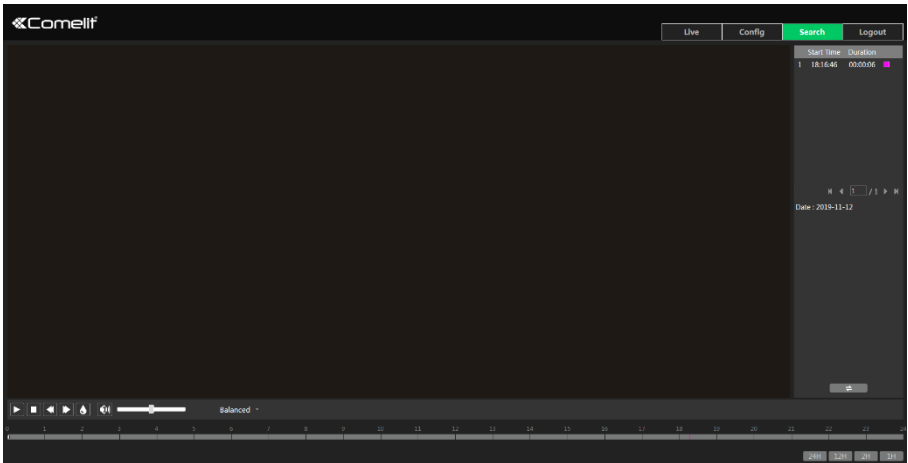 Comelit
Live Config Search Logout
Start Time Duration
1 18:16:46 00:00:06
1 / 1
Date : 2019-11-12
Balanced
0 1 2 3 4 5 6 7 8 9 10 11 12 13 14 15 16 17 18 19 20 21 22 23 24
24H 12H 2H 1H